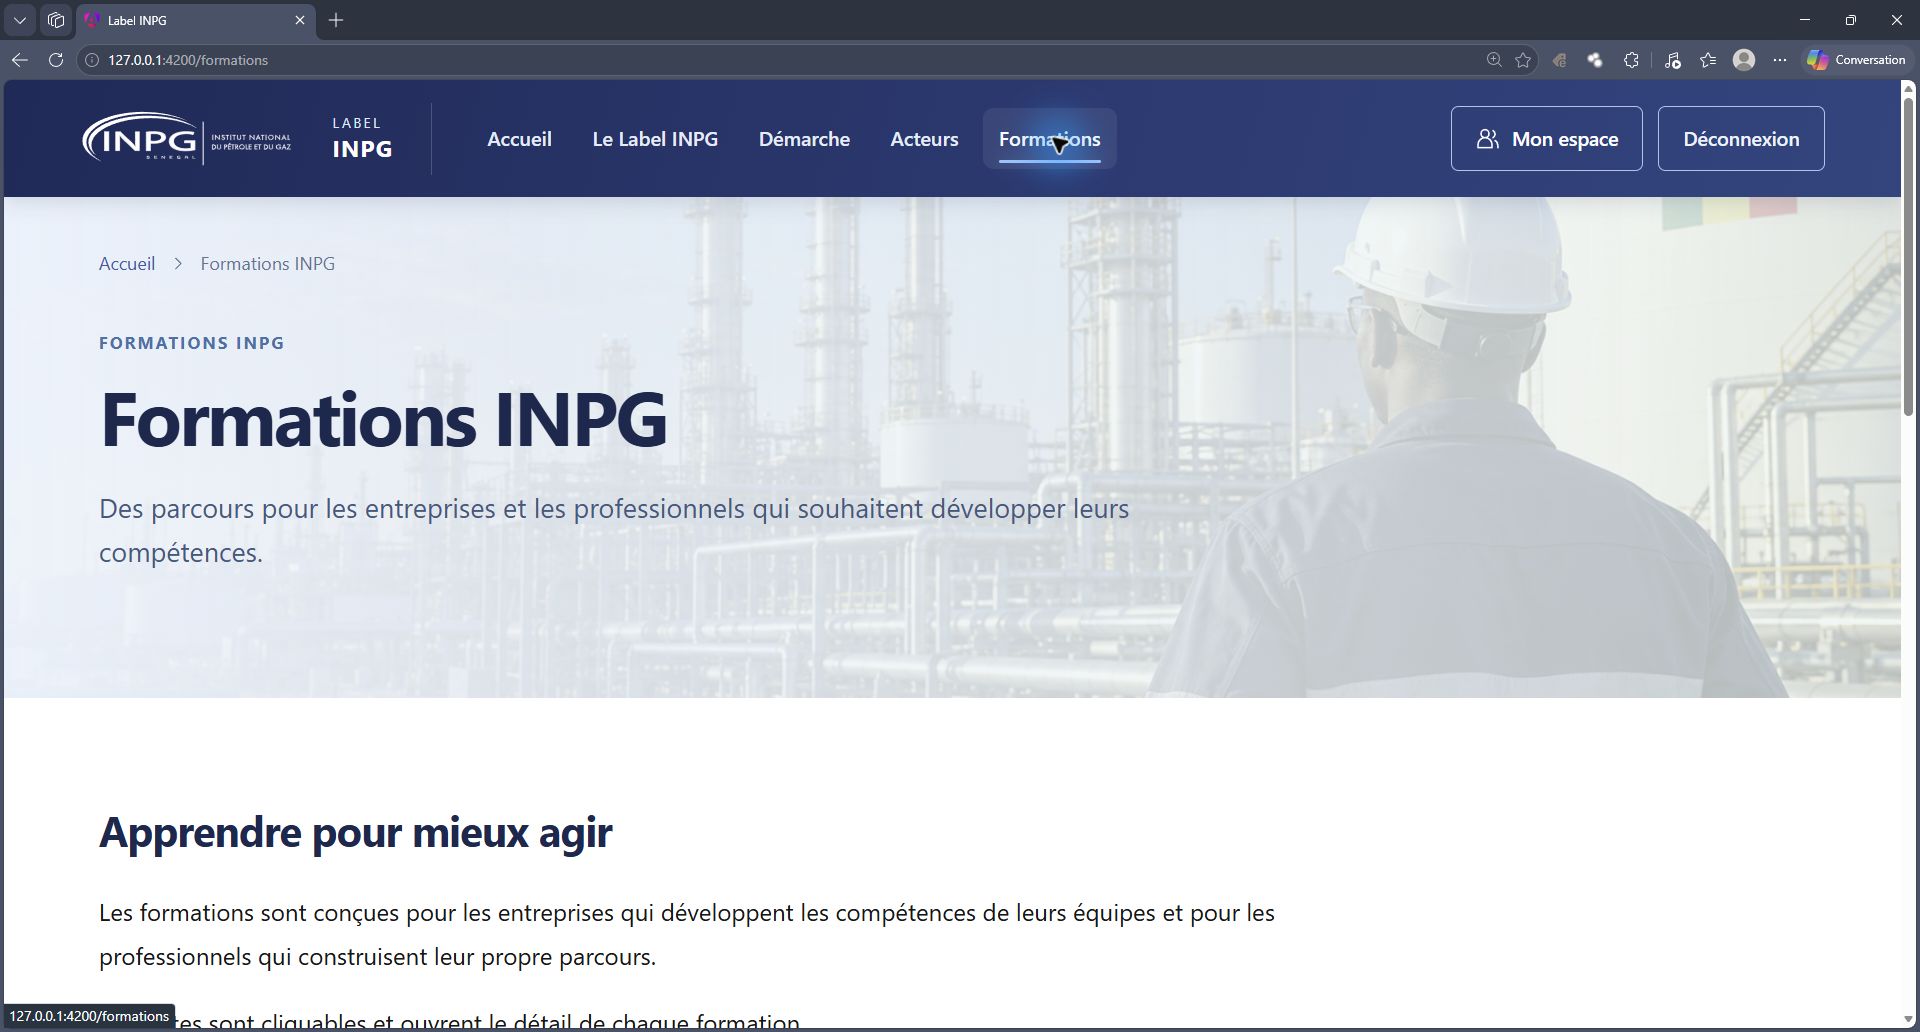 Label INPG
127.0.0.1:4200/formations
Conversation
INPG
SENEGAL
INSTITUT NATIONAL
DU PÉTROLE ET DU GAZ
LABEL
INPG
Accueil
Le Label INPG
Démarche
Acteurs
Formations
Mon espace
Déconnexion
Accueil > Formations INPG
FORMATIONS INPG
Formations INPG
Des parcours pour les entreprises et les professionnels qui souhaitent développer leurs
compétences.
Apprendre pour mieux agir
Les formations sont conçues pour les entreprises qui développent les compétences de leurs équipes et pour les
professionnels qui construisent leur propre parcours.
sont cliquables et ouvrent le détail de chaque formation
127.0.0.1:4200/formations